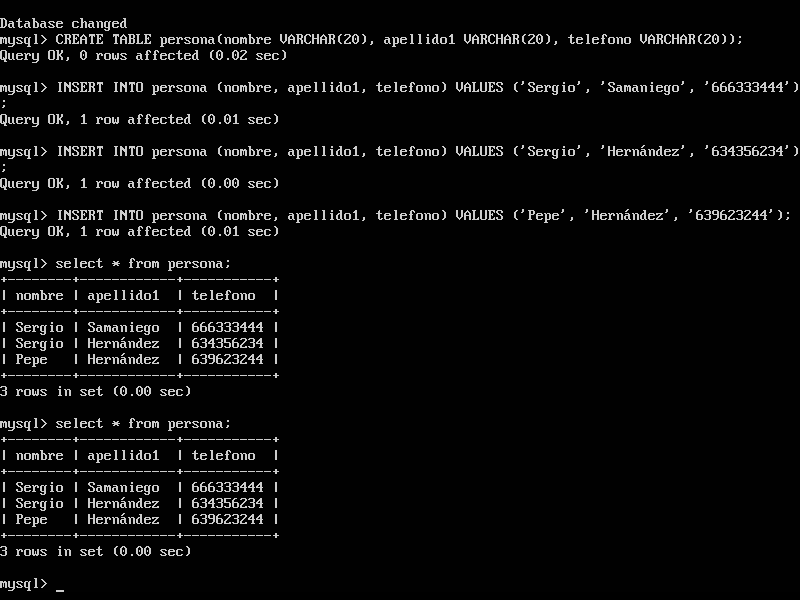 Database changed
mysql> CREATE TABLE persona(nombre VARCHAR(20), apellido1 VARCHAR(20), telefono VARCHAR(20));
Query OK, 0 rows affected (0.02 sec)
mysql> INSERT INTO persona (nombre, apellido1, telefono) VALUES ('Sergio', 'Samaniego', '666333444')
;
Query OK, 1 row affected (0.01 sec)
mysql> INSERT INTO persona (nombre, apellido1, telefono) VALUES ('Sergio', 'Hernández', '634356234')
;
Query OK, 1 row affected (0.00 sec)
mysql> INSERT INTO persona (nombre, apellido1, telefono) VALUES ('Pepe', 'Hernández', '639623244');
Query OK, 1 row affected (0.01 sec)
mysql> select * from persona;
+--------+------------+-----------+
| nombre | apellido1  | telefono  |
+--------+------------+-----------+
| Sergio | Samaniego  | 666333444 |
| Sergio | Hernández  | 634356234 |
| Pepe   | Hernández  | 639623244 |
+--------+------------+-----------+
3 rows in set (0.00 sec)
mysql> select * from persona;
+--------+------------+-----------+
| nombre | apellido1  | telefono  |
+--------+------------+-----------+
| Sergio | Samaniego  | 666333444 |
| Sergio | Hernández  | 634356234 |
| Pepe   | Hernández  | 639623244 |
+--------+------------+-----------+
3 rows in set (0.00 sec)
mysql> _